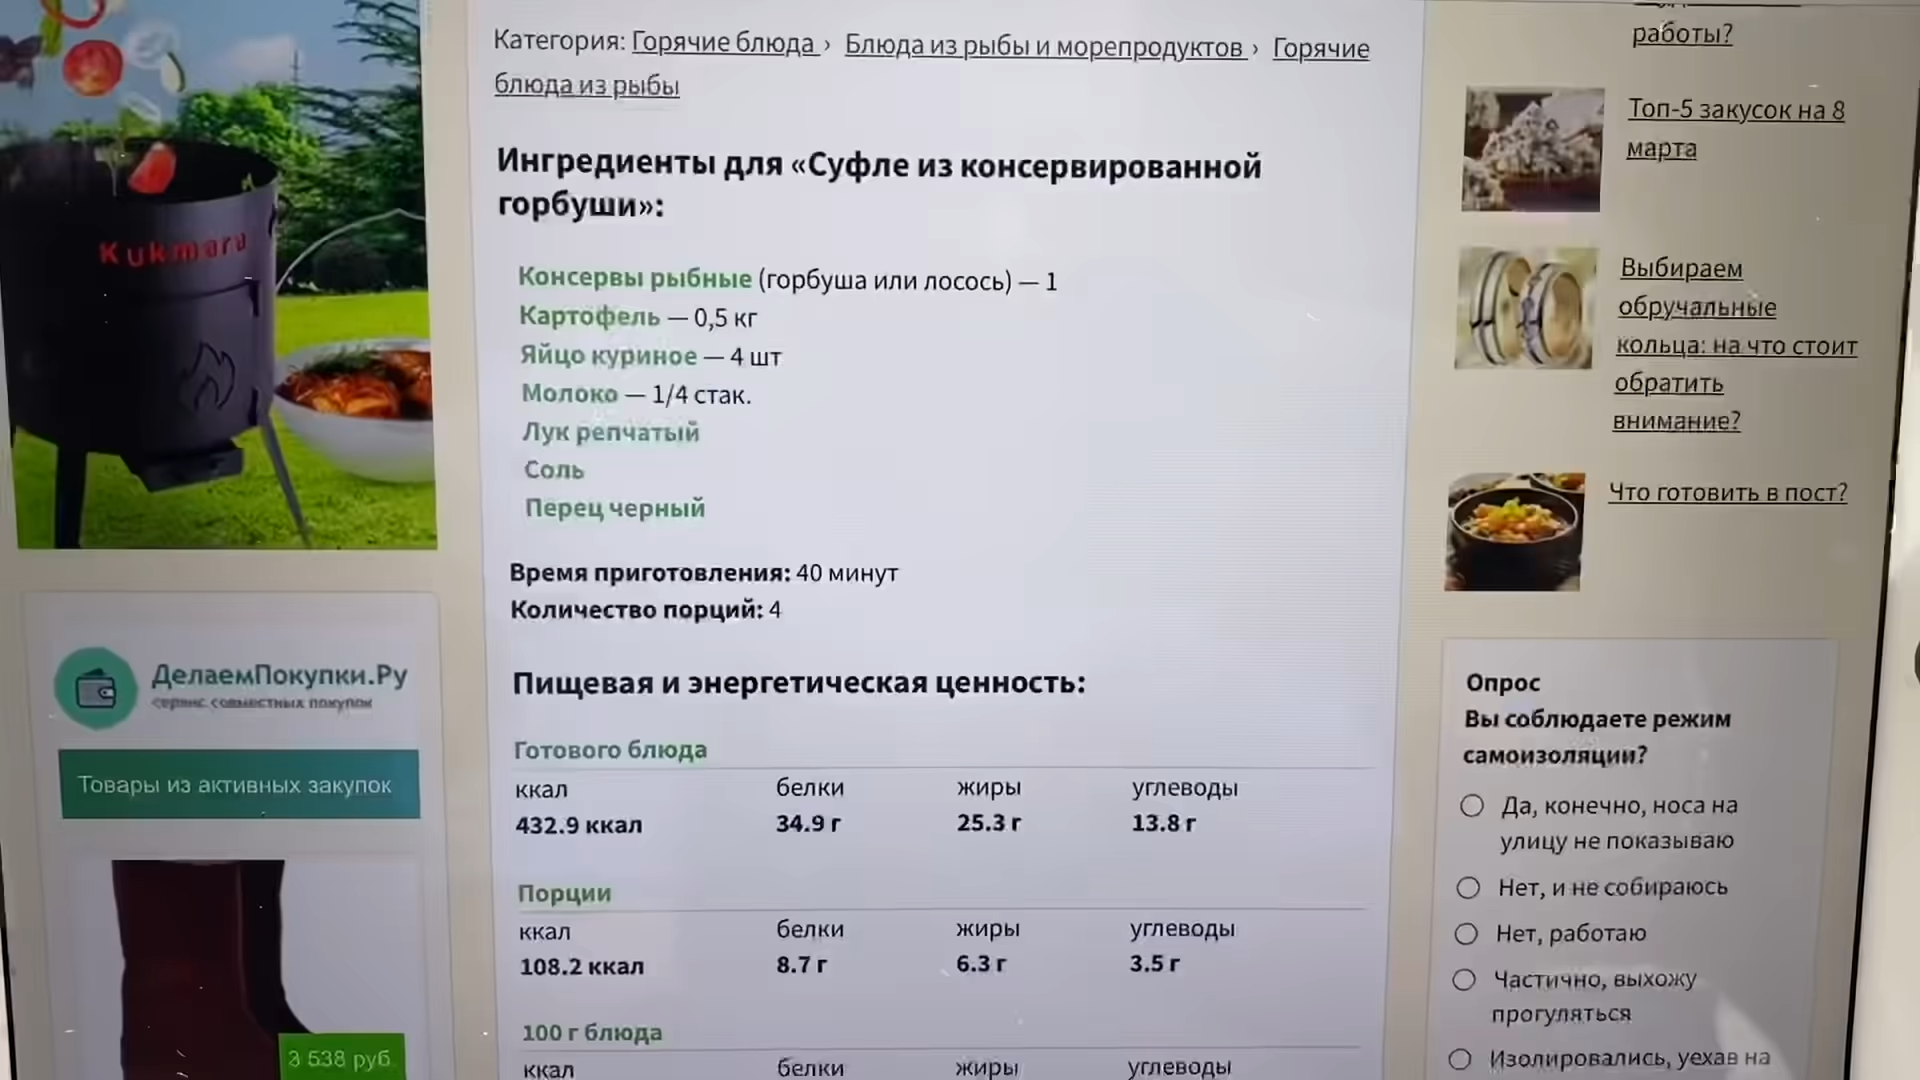 Категория: Горячие блюда › Блюда из рыбы и морепродуктов › Горячие
блюда из рыбы
Ингредиенты для «Суфле из консервированной
горбуши»:
Консервы рыбные (горбуша или лосось) — 1
Картофель — 0,5 кг
Яйцо куриное — 4 шт
Молоко — 1/4 стак.
Лук репчатый
Соль
Перец черный
Время приготовления: 40 минут
Количество порций: 4
Пищевая и энергетическая ценность:
Готового блюда
ккал белки жиры углеводы
432.9 ккал 34.9 г 25.3 г 13.8 г
Порции
ккал белки жиры углеводы
108.2 ккал 8.7 г 6.3 г 3.5 г
100 г блюда
ккал белки жиры углеводы
Kukmara
ДелаемПокупки.Ру
сервис совместных покупок
Товары из активных закупок
3 538 руб.
работы?
Топ-5 закусок на 8
марта
Выбираем
обручальные
кольца: на что стоит
обратить
внимание?
Что готовить в пост?
Опрос
Вы соблюдаете режим
самоизоляции?
Да, конечно, носа на
улицу не показываю
Нет, и не собираюсь
Нет, работаю
Частично, выхожу
прогуляться
Изолировались, уехав на